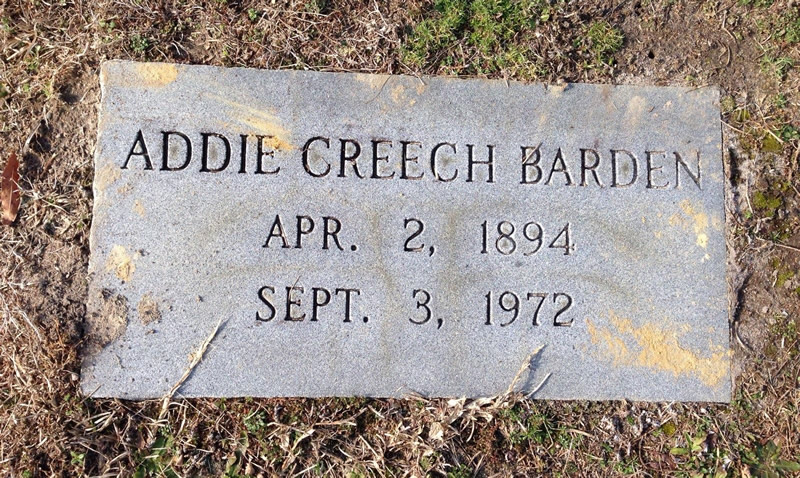 ADDIE CREECH BARDEN
APR. 2, 1894
SEPT. 3, 1972